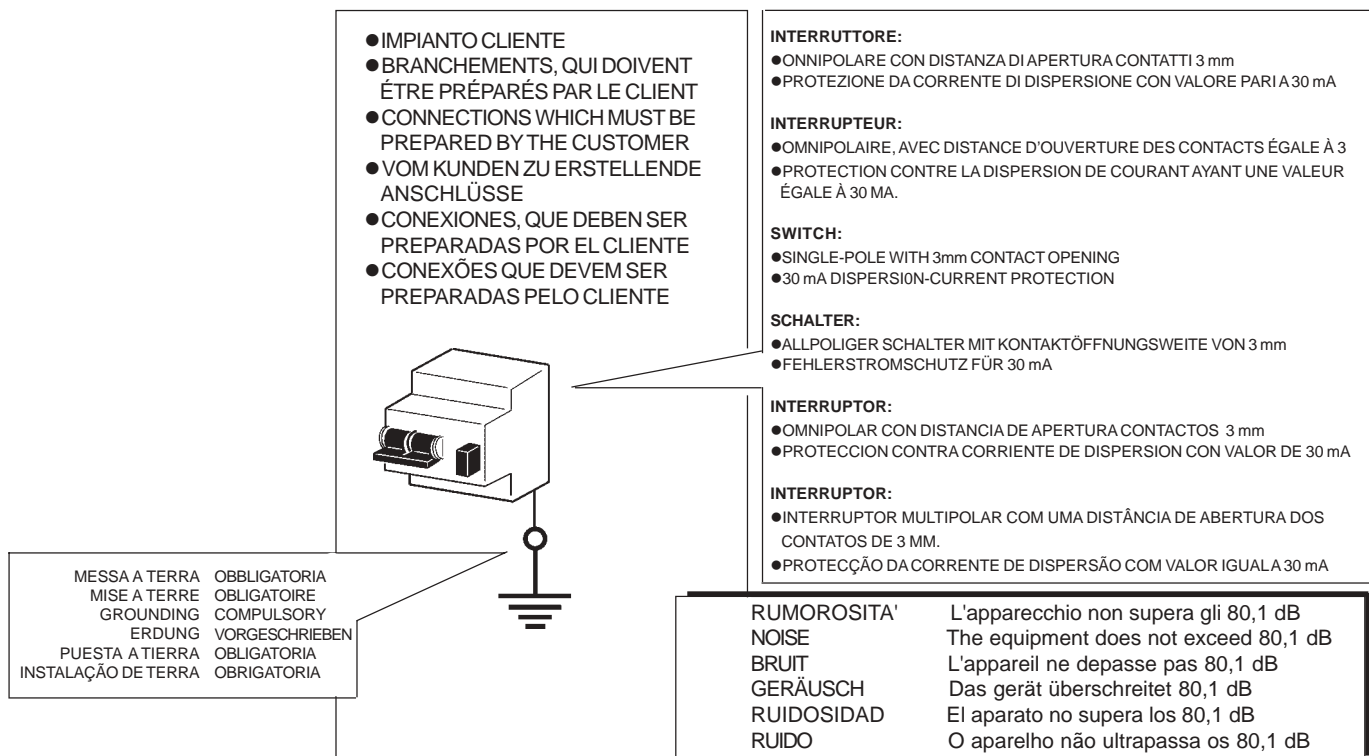 ●IMPIANTO CLIENTE
●BRANCHEMENTS, QUI DOIVENT
ÉTRE PRÉPARÉS PAR LE CLIENT
●CONNECTIONS WHICH MUST BE
PREPARED BY THE CUSTOMER
●VOM KUNDEN ZU ERSTELLENDE
ANSCHLÜSSE
●CONEXIONES, QUE DEBEN SER
PREPARADAS POR EL CLIENTE
●CONEXÕES QUE DEVEM SER
PREPARADAS PELO CLIENTE
INTERRUTTORE:
●ONNIPOLARE CON DISTANZA DI APERTURA CONTATTI 3 mm
●PROTEZIONE DA CORRENTE DI DISPERSIONE CON VALORE PARI A 30 mA
INTERRUPTEUR:
●OMNIPOLAIRE, AVEC DISTANCE D'OUVERTURE DES CONTACTS ÉGALE À 3
●PROTECTION CONTRE LA DISPERSION DE COURANT AYANT UNE VALEUR
ÉGALE À 30 MA.
SWITCH:
●SINGLE-POLE WITH 3mm CONTACT OPENING
●30 mA DISPERSI0N-CURRENT PROTECTION
SCHALTER:
●ALLPOLIGER SCHALTER MIT KONTAKTÖFFNUNGSWEITE VON 3 mm
●FEHLERSTROMSCHUTZ FÜR 30 mA
INTERRUPTOR:
●OMNIPOLAR CON DISTANCIA DE APERTURA CONTACTOS 3 mm
●PROTECCION CONTRA CORRIENTE DE DISPERSION CON VALOR DE 30 mA
INTERRUPTOR:
●INTERRUPTOR MULTIPOLAR COM UMA DISTÂNCIA DE ABERTURA DOS
CONTATOS DE 3 MM.
●PROTECÇÃO DA CORRENTE DE DISPERSÃO COM VALOR IGUAL A 30 mA
MESSA A TERRA OBBLIGATORIA
MISE A TERRE OBLIGATOIRE
GROUNDING COMPULSORY
ERDUNG VORGESCHRIEBEN
PUESTA A TIERRA OBLIGATORIA
INSTALAÇÃO DE TERRA OBRIGATORIA
RUMOROSITA' L'apparecchio non supera gli 80,1 dB
NOISE The equipment does not exceed 80,1 dB
BRUIT L'appareil ne depasse pas 80,1 dB
GERÄUSCH Das gerät überschreitet 80,1 dB
RUIDOSIDAD El aparato no supera los 80,1 dB
RUIDO O aparelho não ultrapassa os 80,1 dB